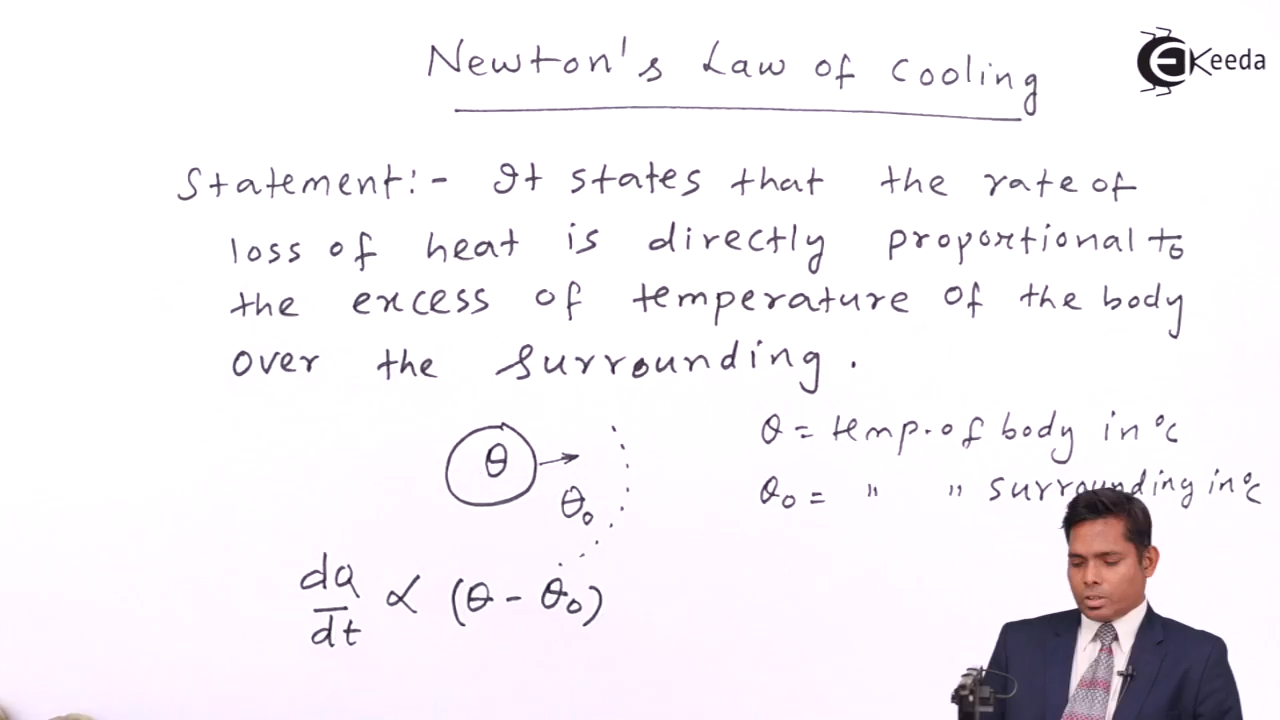 Newton's Law of Cooling
EKeeda
Statement:- It states that the rate of
loss of heat is directly proportional to
the excess of temperature of the body
over the surrounding.
θ
θ₀
θ = temp. of body in °C
θ₀ = " " surrounding in °C
dQ/dt ∝ (θ - θ₀)